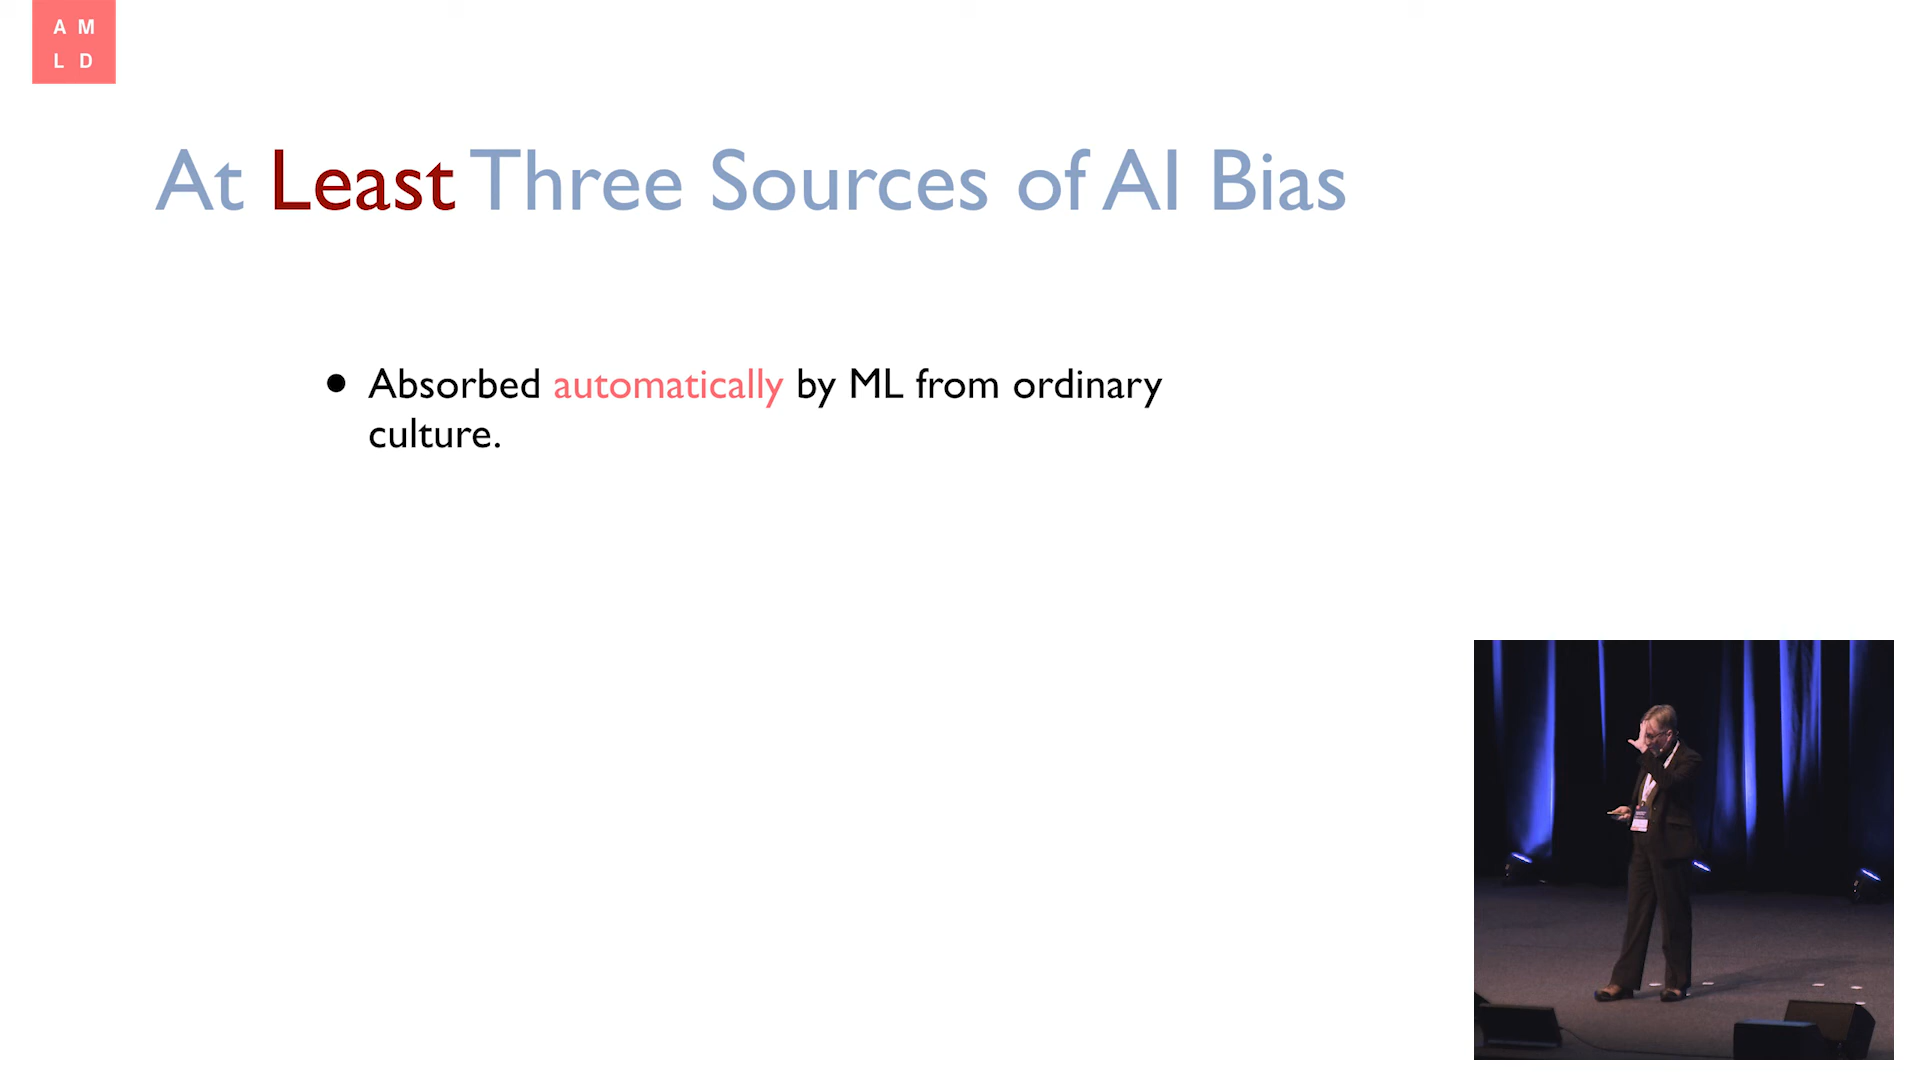 A M
L D
At Least Three Sources of AI Bias
• Absorbed automatically by ML from ordinary
culture.